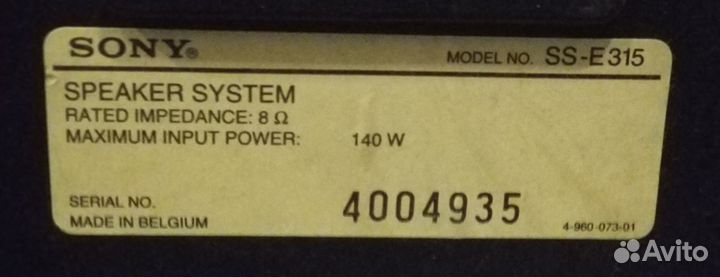 SONY® MODEL NO. SS-E315
SPEAKER SYSTEM
RATED IMPEDANCE: 8 Ω
MAXIMUM INPUT POWER: 140 W
SERIAL NO. 4004935
MADE IN BELGIUM 4-960-073-01
Avito